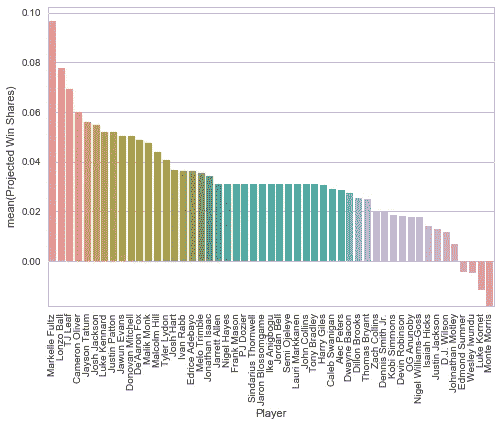 0.10
0.08
0.06
0.04
0.02
0.00
mean(Projected Win Shares)
Markelle Fultz
Lonzo Ball
TJ Leaf
Cameron Oliver
Jayson Tatum
Josh Jackson
Luke Kennard
Justin Patton
Jawun Evans
Donovan Mitchell
De'Aaron Fox
Malik Monk
Malcolm Hill
Tyler Lydon
Josh Hart
Ivan Rabb
Edrice Adebayo
Melo Trimble
Jonathan Isaac
Jarrett Allen
Nigel Hayes
Frank Mason
PJ Dozier
Sindarius Thornwell
Jaron Blossomgame
Ike Anigbogu
Jordan Bell
Semi Ojeleye
Lauri Markkanen
John Collins
Tony Bradley
Harry Giles
Caleb Swanigan
Alec Peters
Dwayne Bacon
Dillon Brooks
Thomas Bryant
Zach Collins
Dennis Smith Jr.
Kobi Simmons
Devin Robinson
OG Anunoby
Nigel Williams-Goss
Isaiah Hicks
Justin Jackson
D.J. Wilson
Johnathan Motley
Edmond Sumner
Wesley Iwundu
Luke Kornet
Monte Morris
Player